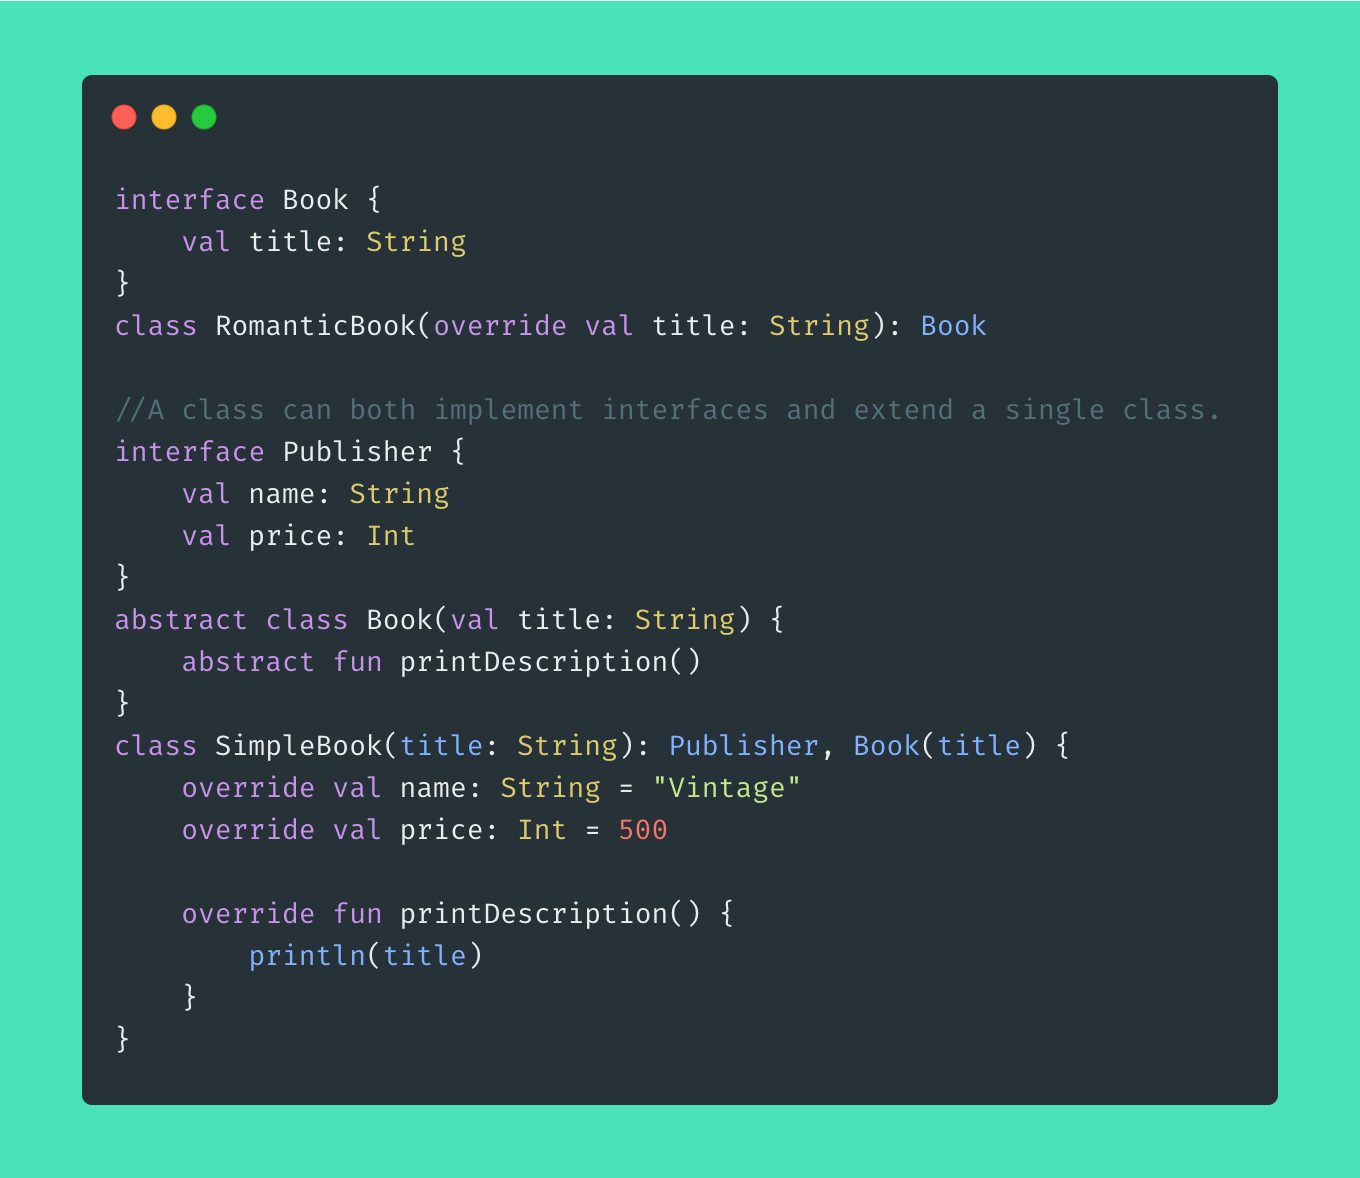 interface Book {
    val title: String
}
class RomanticBook(override val title: String): Book

//A class can both implement interfaces and extend a single class.
interface Publisher {
    val name: String
    val price: Int
}
abstract class Book(val title: String) {
    abstract fun printDescription()
}
class SimpleBook(title: String): Publisher, Book(title) {
    override val name: String = "Vintage"
    override val price: Int = 500

    override fun printDescription() {
        println(title)
    }
}